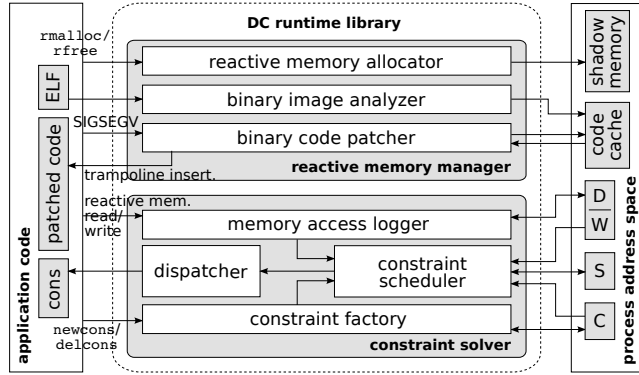 DC runtime library
rmalloc/
rfree
reactive memory allocator
shadow
memory
ELF
binary image analyzer
SIGSEGV
binary code patcher
code
cache
patched code
trampoline insert.
reactive memory manager
reactive mem.
read/
write
memory access logger
D
W
dispatcher
constraint
scheduler
S
cons
newcons/
delcons
constraint factory
C
constraint solver
application code
process address space